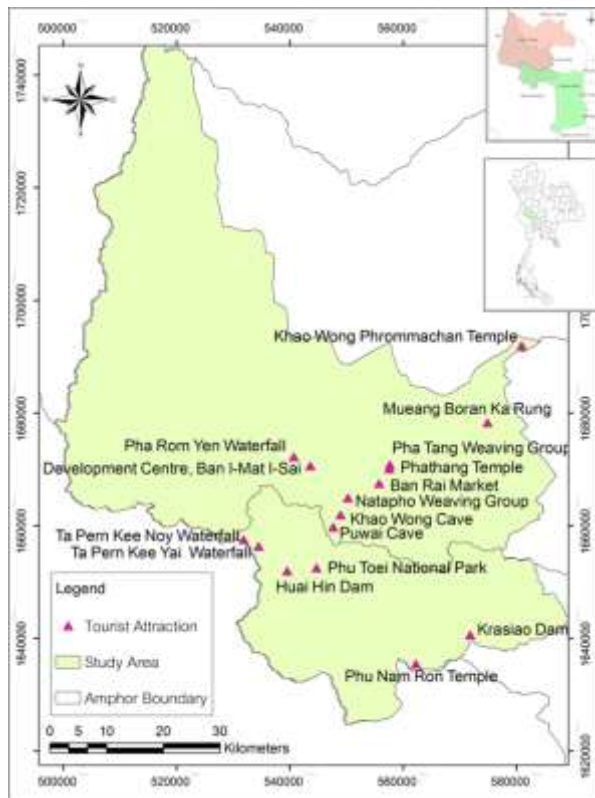 500000 520000 540000 560000
1740000
1720000
1700000
1680000
1660000
1640000
1620000
Khao Wong Phrommachan Temple
Mueang Boran Ka Rung
Pha Rom Yen Waterfall
Pha Tang Weaving Group
Development Centre, Ban I-Mat I-Sai
Phathang Temple
Ban Rai Market
Natapho Weaving Group
Khao Wong Cave
Ta Pern Kee Noy Waterfall
Puwai Cave
Ta Pern Kee Yai Waterfall
Phu Toei National Park
Huai Hin Dam
Krasiao Dam
Phu Nam Ron Temple
Legend
Tourist Attraction
Study Area
Amphor Boundary
0 5 10 20 30
Kilometers
1680000
1660000
1640000
1620000
500000 520000 540000 560000 580000